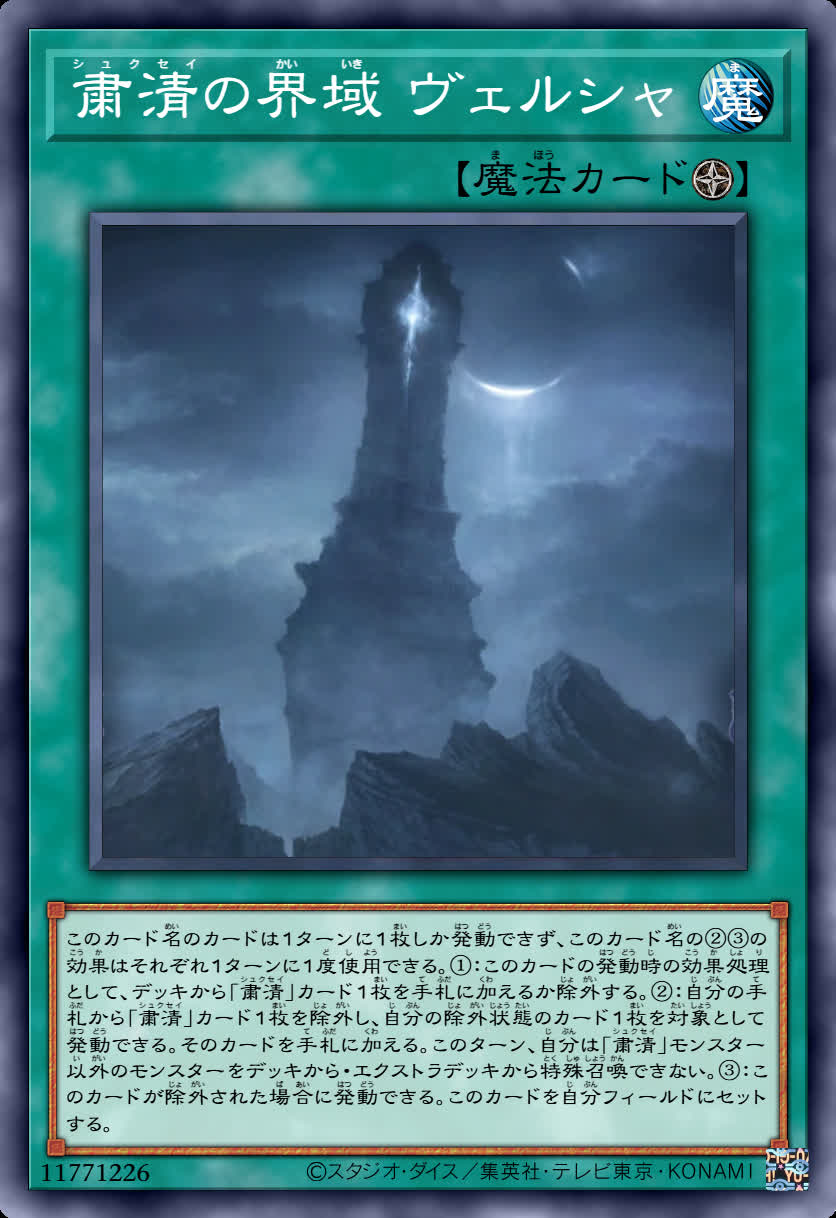 粛清の界域 ヴェルシャ 魔
【魔法カード】
このカード名のカードは1ターンに1枚しか発動できず、このカード名の②③の
効果はそれぞれ1ターンに1度使用できる。①:このカードの発動時の効果処理
として、デッキから「粛清」カード1枚を手札に加えるか除外する。②:自分の手
札から「粛清」カード1枚を除外し、自分の除外状態のカード1枚を対象として
発動できる。そのカードを手札に加える。このターン、自分は「粛清」モンスター
以外のモンスターをデッキから・エクストラデッキから特殊召喚できない。③:こ
のカードが除外された場合に発動できる。このカードを自分フィールドにセット
する。
11771226 ©スタジオ・ダイス/集英社・テレビ東京・KONAMI